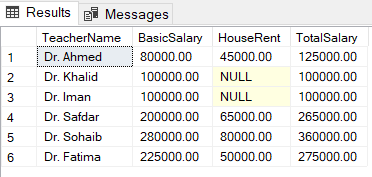 Results Messages
TeacherName BasicSalary HouseRent TotalSalary
1 Dr. Ahmed 80000.00 45000.00 125000.00
2 Dr. Khalid 100000.00 NULL 100000.00
3 Dr. Iman 100000.00 NULL 100000.00
4 Dr. Safdar 200000.00 65000.00 265000.00
5 Dr. Sohaib 280000.00 80000.00 360000.00
6 Dr. Fatima 225000.00 50000.00 275000.00